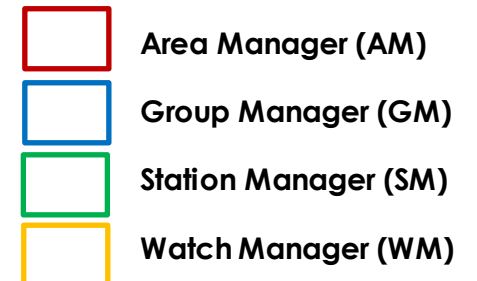 Area Manager (AM)
Group Manager (GM)
Station Manager (SM)
Watch Manager (WM)